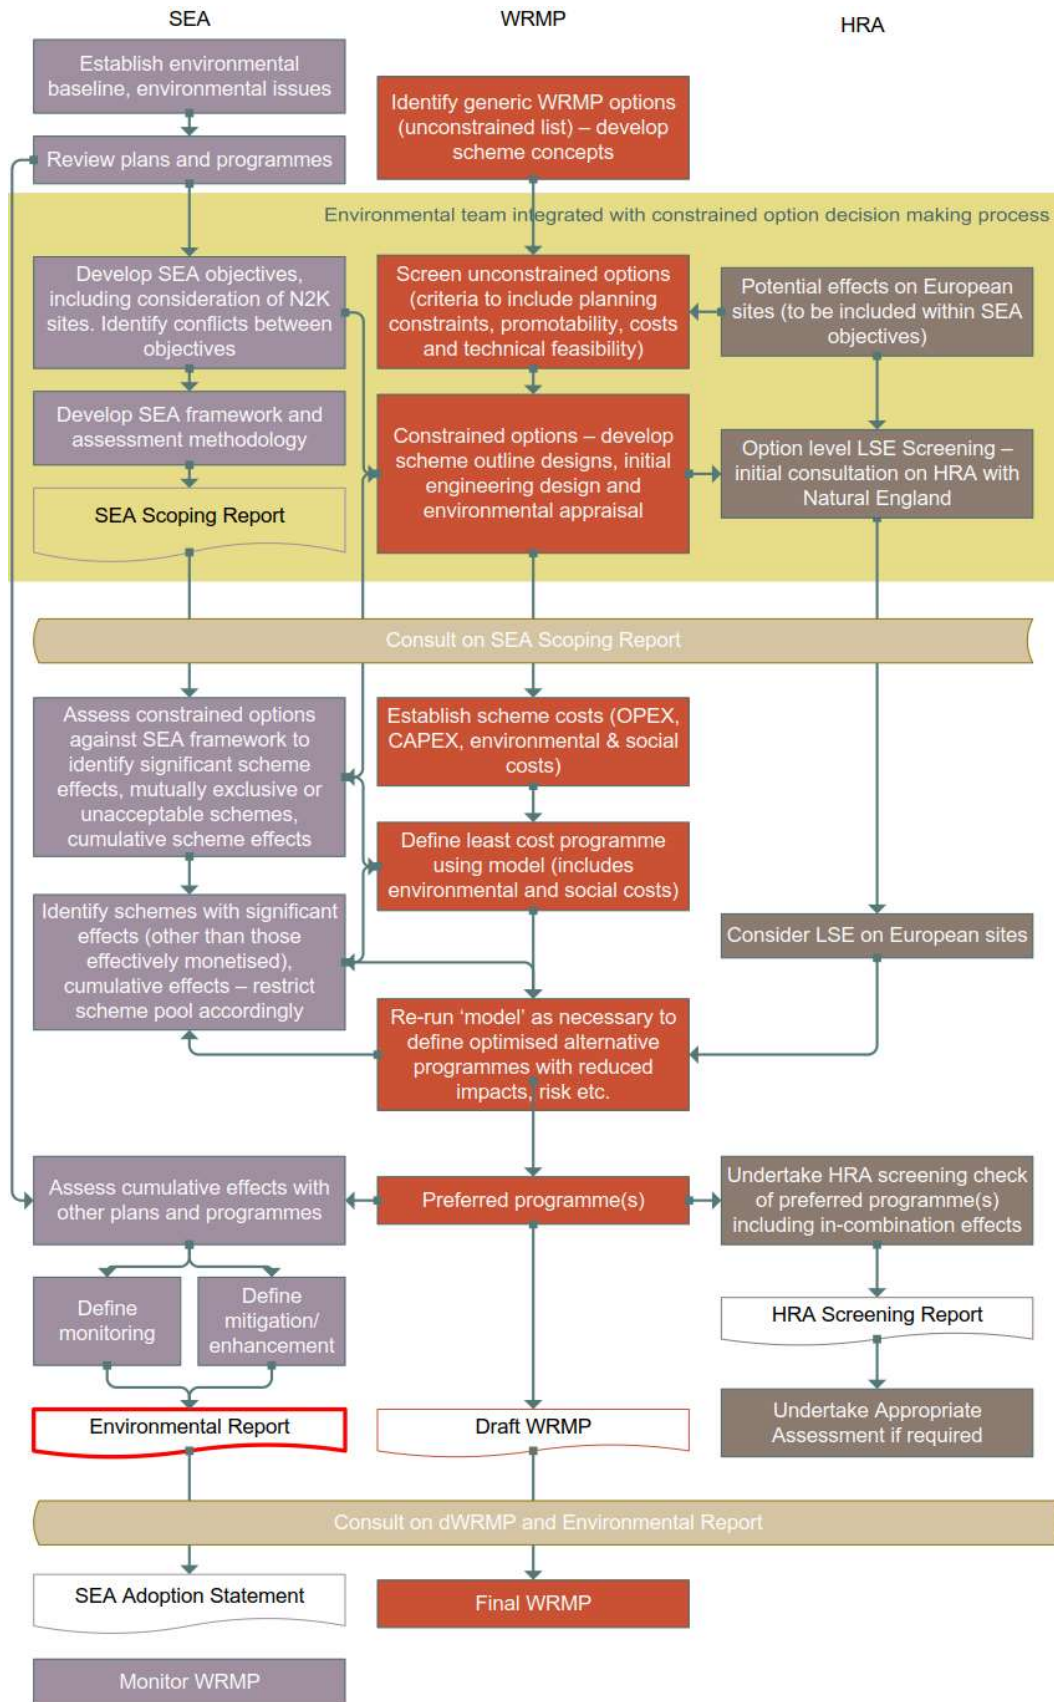 SEA
WRMP
HRA
Establish environmental
baseline, environmental issues
Identify generic WRMP options
(unconstrained list) – develop
scheme concepts
Review plans and programmes
Environmental team integrated with constrained option decision making process
Develop SEA objectives,
including consideration of N2K
sites. Identify conflicts between
objectives
Screen unconstrained options
(criteria to include planning
constraints, promotability, costs
and technical feasibility)
Potential effects on European
sites (to be included within SEA
objectives)
Develop SEA framework and
assessment methodology
Constrained options – develop
scheme outline designs, initial
engineering design and
environmental appraisal
Option level LSE Screening –
initial consultation on HRA with
Natural England
SEA Scoping Report
Consult on SEA Scoping Report
Assess constrained options
against SEA framework to
identify significant scheme
effects, mutually exclusive or
unacceptable schemes,
cumulative scheme effects
Establish scheme costs (OPEX,
CAPEX, environmental & social
costs)
Define least cost programme
using model (includes
environmental and social costs)
Identify schemes with significant
effects (other than those
effectively monetised),
cumulative effects – restrict
scheme pool accordingly
Consider LSE on European sites
Re-run ‘model’ as necessary to
define optimised alternative
programmes with reduced
impacts, risk etc.
Assess cumulative effects with
other plans and programmes
Preferred programme(s)
Undertake HRA screening check
of preferred programme(s)
including in-combination effects
Define
monitoring
Define
mitigation/
enhancement
HRA Screening Report
Environmental Report
Draft WRMP
Undertake Appropriate
Assessment if required
Consult on dWRMP and Environmental Report
SEA Adoption Statement
Final WRMP
Monitor WRMP